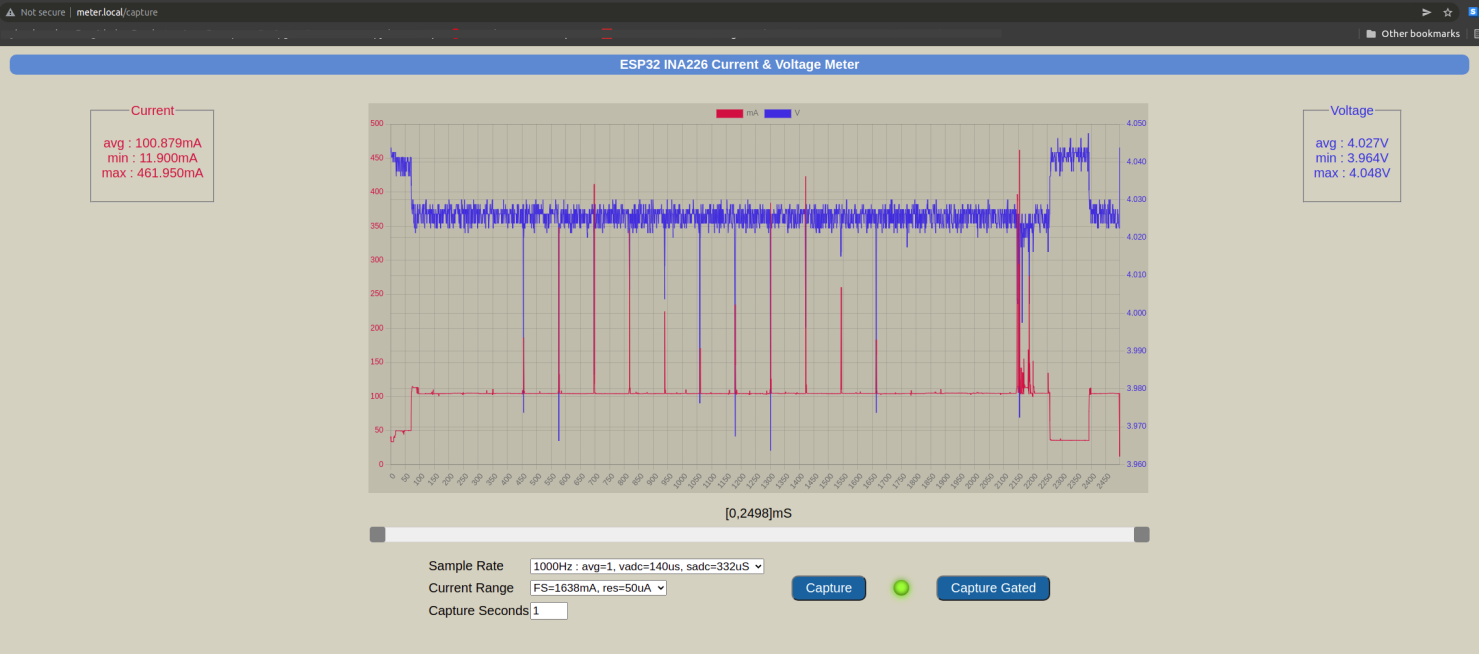 Not secure | meter.local/capture
Other bookmarks
ESP32 INA226 Current & Voltage Meter
Current
avg : 100.879mA
min : 11.900mA
max : 461.950mA
mA V
500
450
400
350
300
250
200
150
100
50
0
4.050
4.040
4.030
4.020
4.010
4.000
3.990
3.980
3.970
3.960
0 50 100 150 200 250 300 350 400 450 500 550 600 650 700 750 800 850 900 950 1000 1050 1100 1150 1200 1250 1300 1350 1400 1450 1500 1550 1600 1650 1700 1750 1800 1850 1900 1950 2000 2050 2100 2150 2200 2250 2300 2350 2400 2450
Voltage
avg : 4.027V
min : 3.964V
max : 4.048V
[0,2498]mS
Sample Rate 1000Hz : avg=1, vadc=140us, sadc=332uS
Current Range FS=1638mA, res=50uA
Capture Seconds 1
Capture
Capture Gated